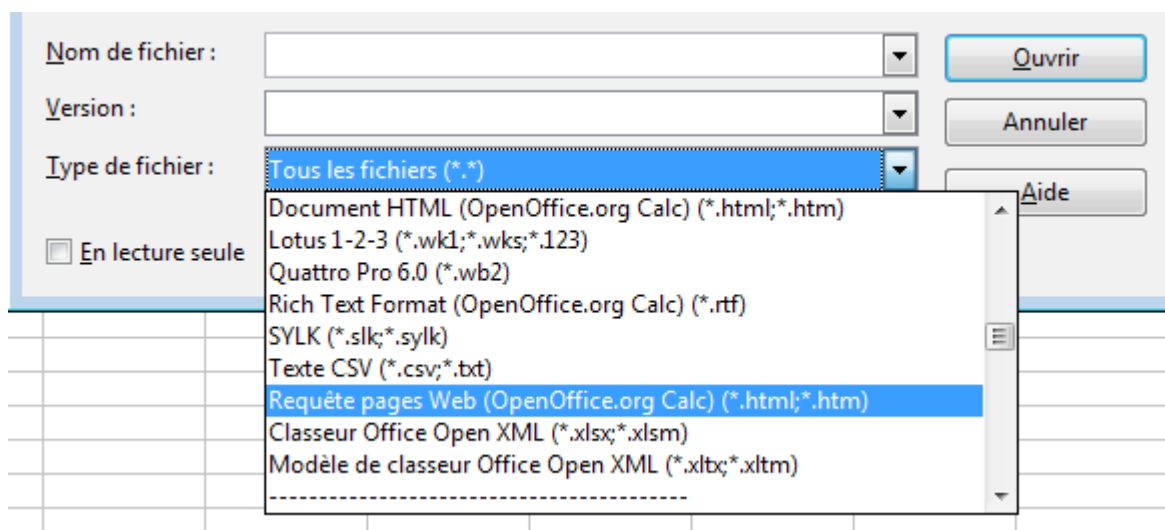 Nom de fichier :
Ouvrir
Version :
Annuler
Type de fichier :
Tous les fichiers (*.*)
Aide
Document HTML (OpenOffice.org Calc) (*.html;*.htm)
Lotus 1-2-3 (*.wk1;*.wks;*.123)
En lecture seule
Quattro Pro 6.0 (*.wb2)
Rich Text Format (OpenOffice.org Calc) (*.rtf)
SYLK (*.slk;*.sylk)
Texte CSV (*.csv;*.txt)
Requête pages Web (OpenOffice.org Calc) (*.html;*.htm)
Classeur Office Open XML (*.xlsx;*.xlsm)
Modèle de classeur Office Open XML (*.xltx;*.xltm)
------------------------------------------